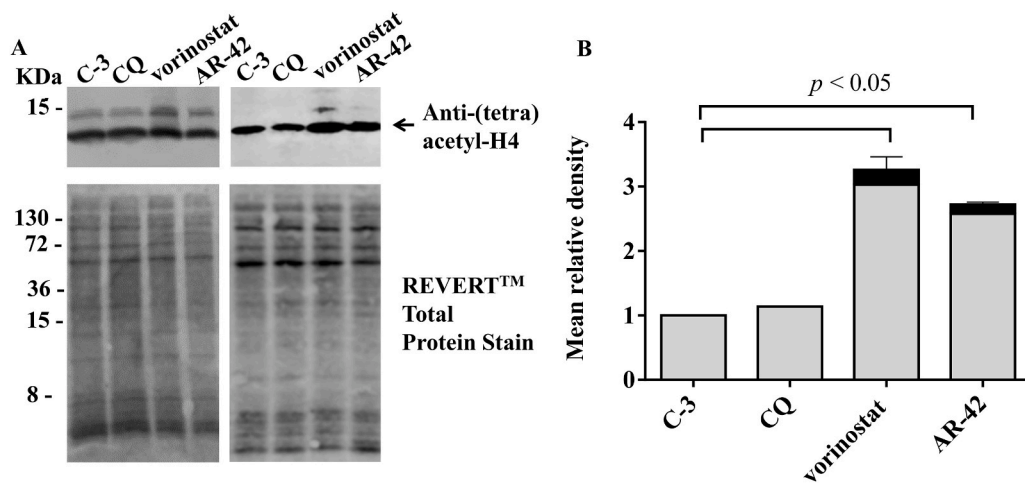 A
KDa
C-3 CQ vorinostat AR-42
C-3 CQ vorinostat AR-42
15 -
Anti-(tetra)
acetyl-H4
130 -
72 -
36 -
15 -
8 -
REVERT™
Total
Protein Stain
B
p < 0.05
Mean relative density
4
3
2
1
0
C-3
CQ
vorinostat
AR-42